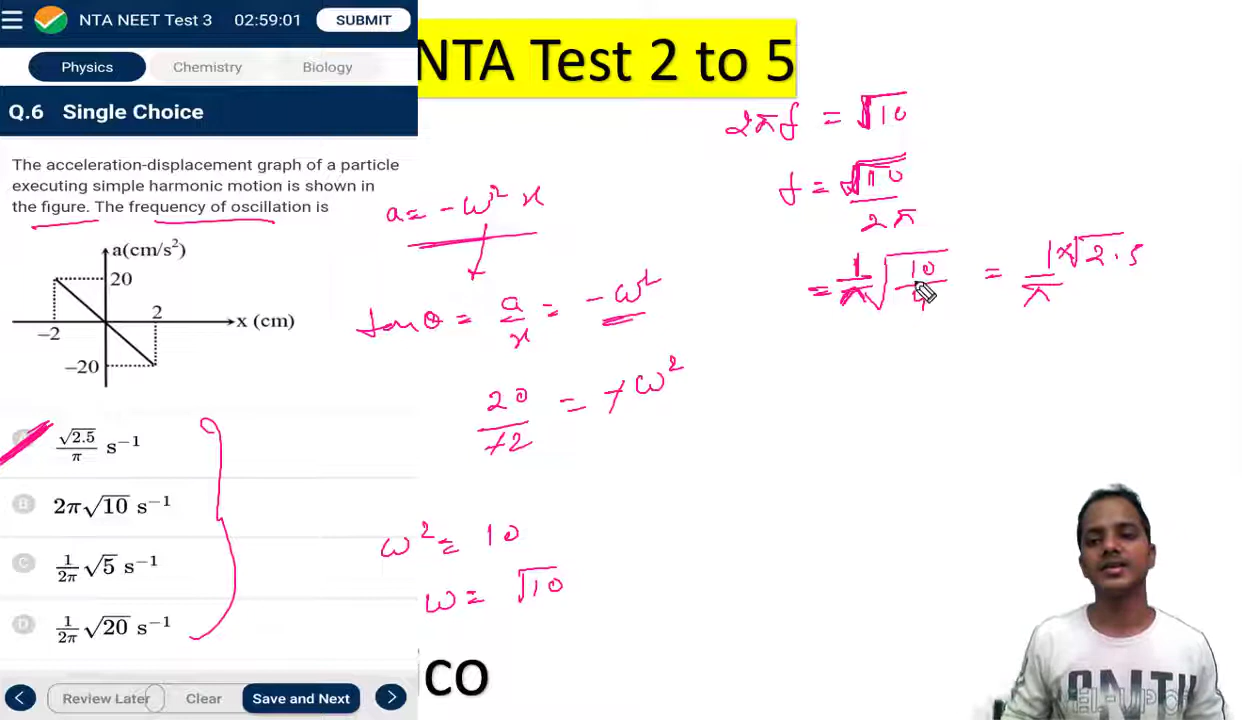 NTA NEET Test 3 02:59:01 SUBMIT
Physics Chemistry Biology
NTA Test 2 to 5
Q.6 Single Choice
The acceleration-displacement graph of a particle
executing simple harmonic motion is shown in
the figure. The frequency of oscillation is
a(cm/s²)
20
2
x (cm)
−2
−20
A √2.5/π s⁻¹
B 2π√10 s⁻¹
C 1/2π √5 s⁻¹
D 1/2π √20 s⁻¹
Review Later Clear Save and Next
a = -ω² x
tanθ = a/x = -ω²
20/-2 = -ω²
ω² = 10
ω = √10
2πf = √10
f = √10/2π
= 1/π √10/4 = 1×√2.5/π
co